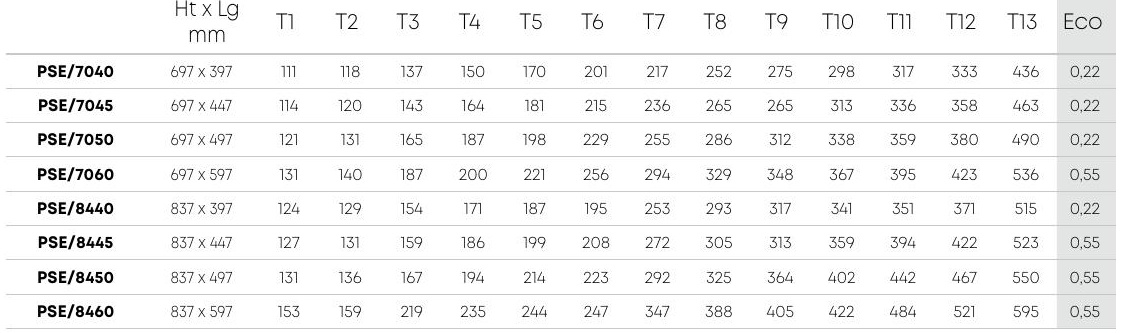 Ht x Lg mm T1 T2 T3 T4 T5 T6 T7 T8 T9 T10 T11 T12 T13 Eco
PSE/7040 697 x 397 111 118 137 150 170 201 217 252 275 298 317 333 436 0,22
PSE/7045 697 x 447 114 120 143 164 181 215 236 265 265 313 336 358 463 0,22
PSE/7050 697 x 497 121 131 165 187 198 229 255 286 312 338 359 380 490 0,22
PSE/7060 697 x 597 131 140 187 200 221 256 294 329 348 367 395 423 536 0,55
PSE/8440 837 x 397 124 129 154 171 187 195 253 293 317 341 351 371 515 0,22
PSE/8445 837 x 447 127 131 159 186 199 208 272 305 313 359 394 422 523 0,55
PSE/8450 837 x 497 131 136 167 194 214 223 292 325 364 402 442 467 550 0,55
PSE/8460 837 x 597 153 159 219 235 244 247 347 388 405 422 484 521 595 0,55